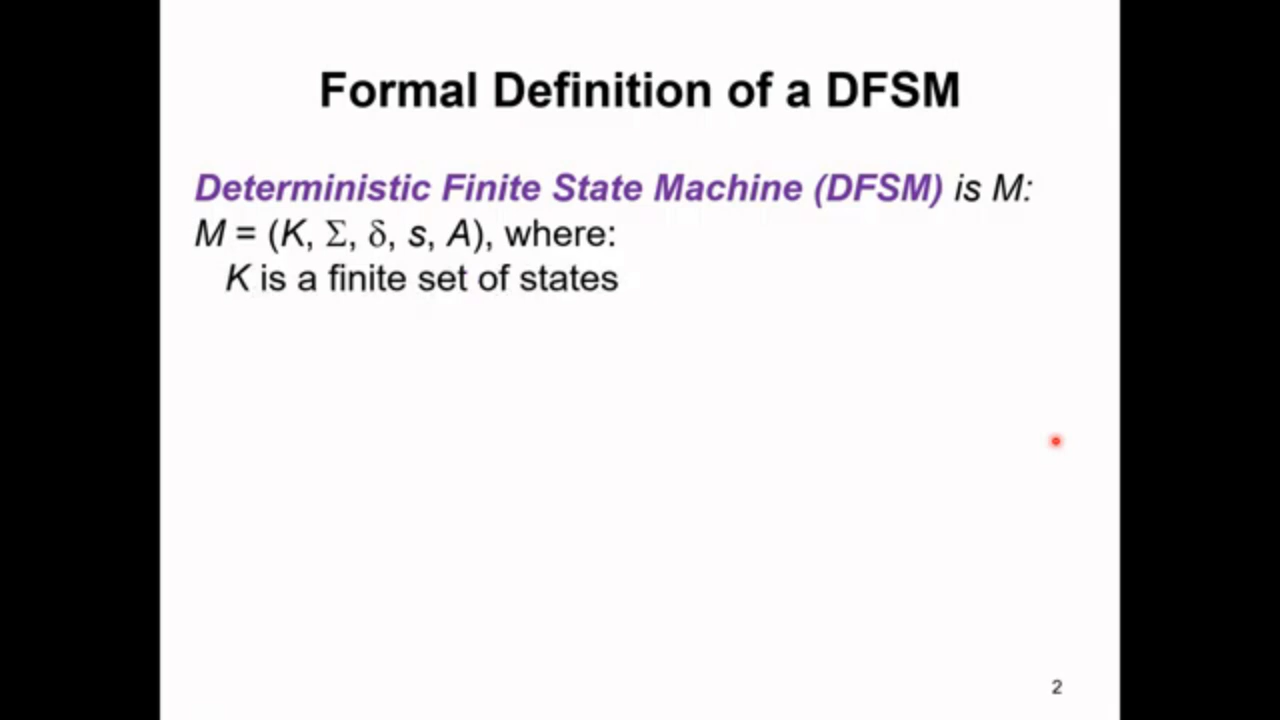 Formal Definition of a DFSM
Deterministic Finite State Machine (DFSM) is M:
M = (K, Σ, δ, s, A), where:
K is a finite set of states
2